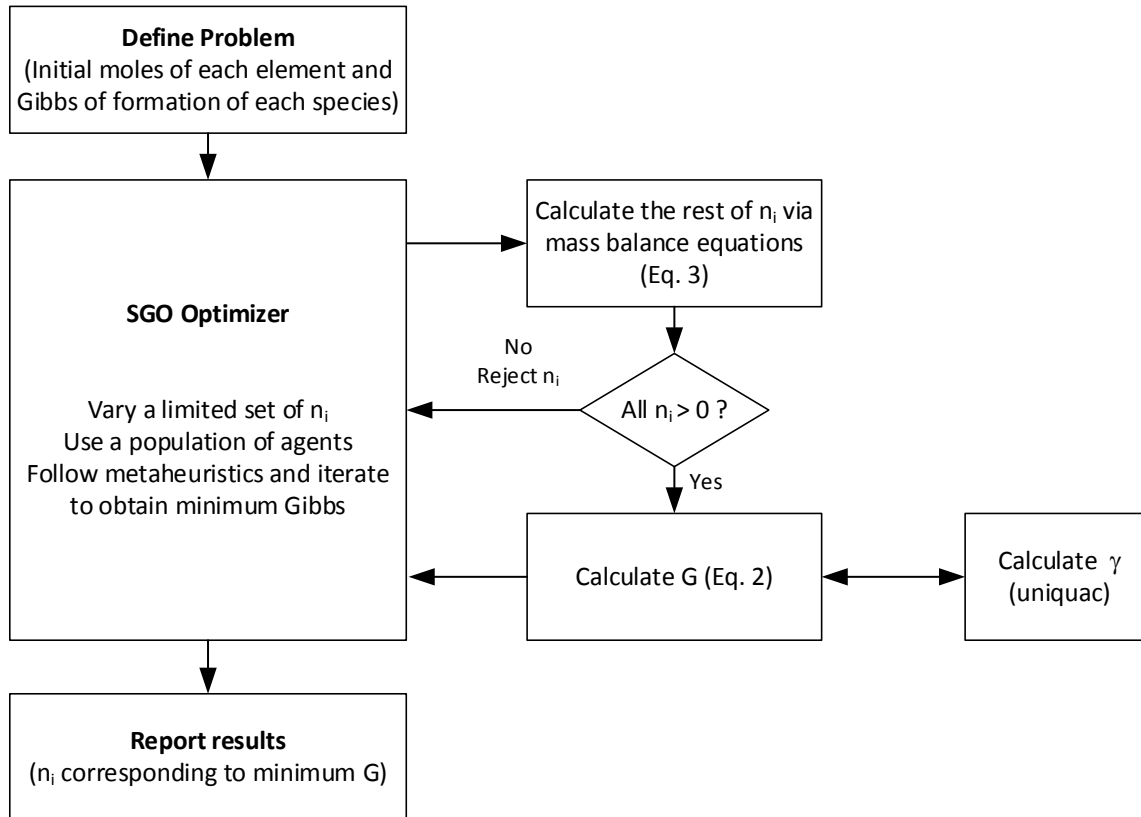 Define Problem
(Initial moles of each element and
Gibbs of formation of each species)
SGO Optimizer
Vary a limited set of nᵢ
Use a population of agents
Follow metaheuristics and iterate
to obtain minimum Gibbs
Calculate the rest of nᵢ via
mass balance equations
(Eq. 3)
No
Reject nᵢ
All nᵢ > 0 ?
Yes
Calculate G (Eq. 2)
Calculate γ
(uniquac)
Report results
(nᵢ corresponding to minimum G)